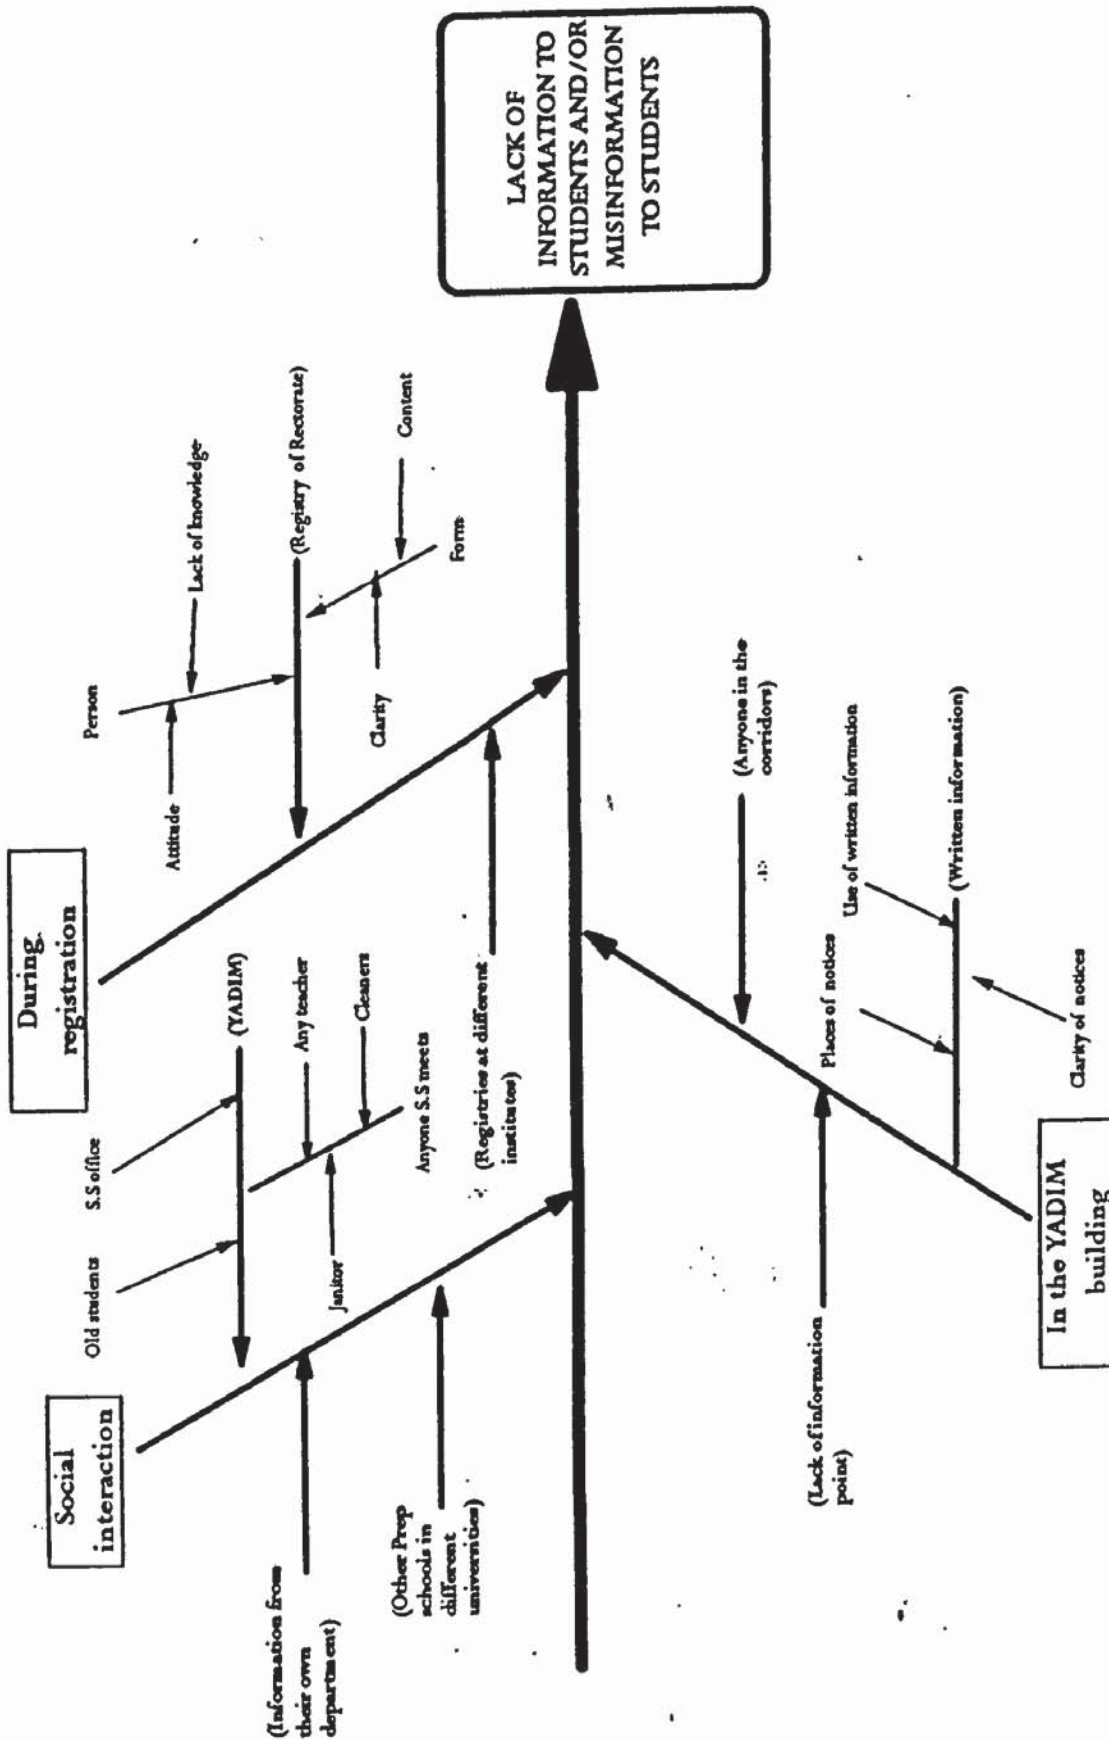 Social
interaction
During
registration
Old students
S.S office
(YADIM)
Any teacher
Cleaners
Janitor
Anyone S.S meets
(Information from
their own
department)
(Other Prep
schools in
different
universities)
Person
Attitude
Lack of knowledge
(Registry of Rectorate)
Clarity
Content
Form
(Registries at different
institutes)
LACK OF
INFORMATION TO
STUDENTS AND/OR
MISINFORMATION
TO STUDENTS
(Anyone in the
corridors)
(Lack of information
point)
Places of notices
Use of written information
(Written information)
Clarity of notices
In the YADIM
building